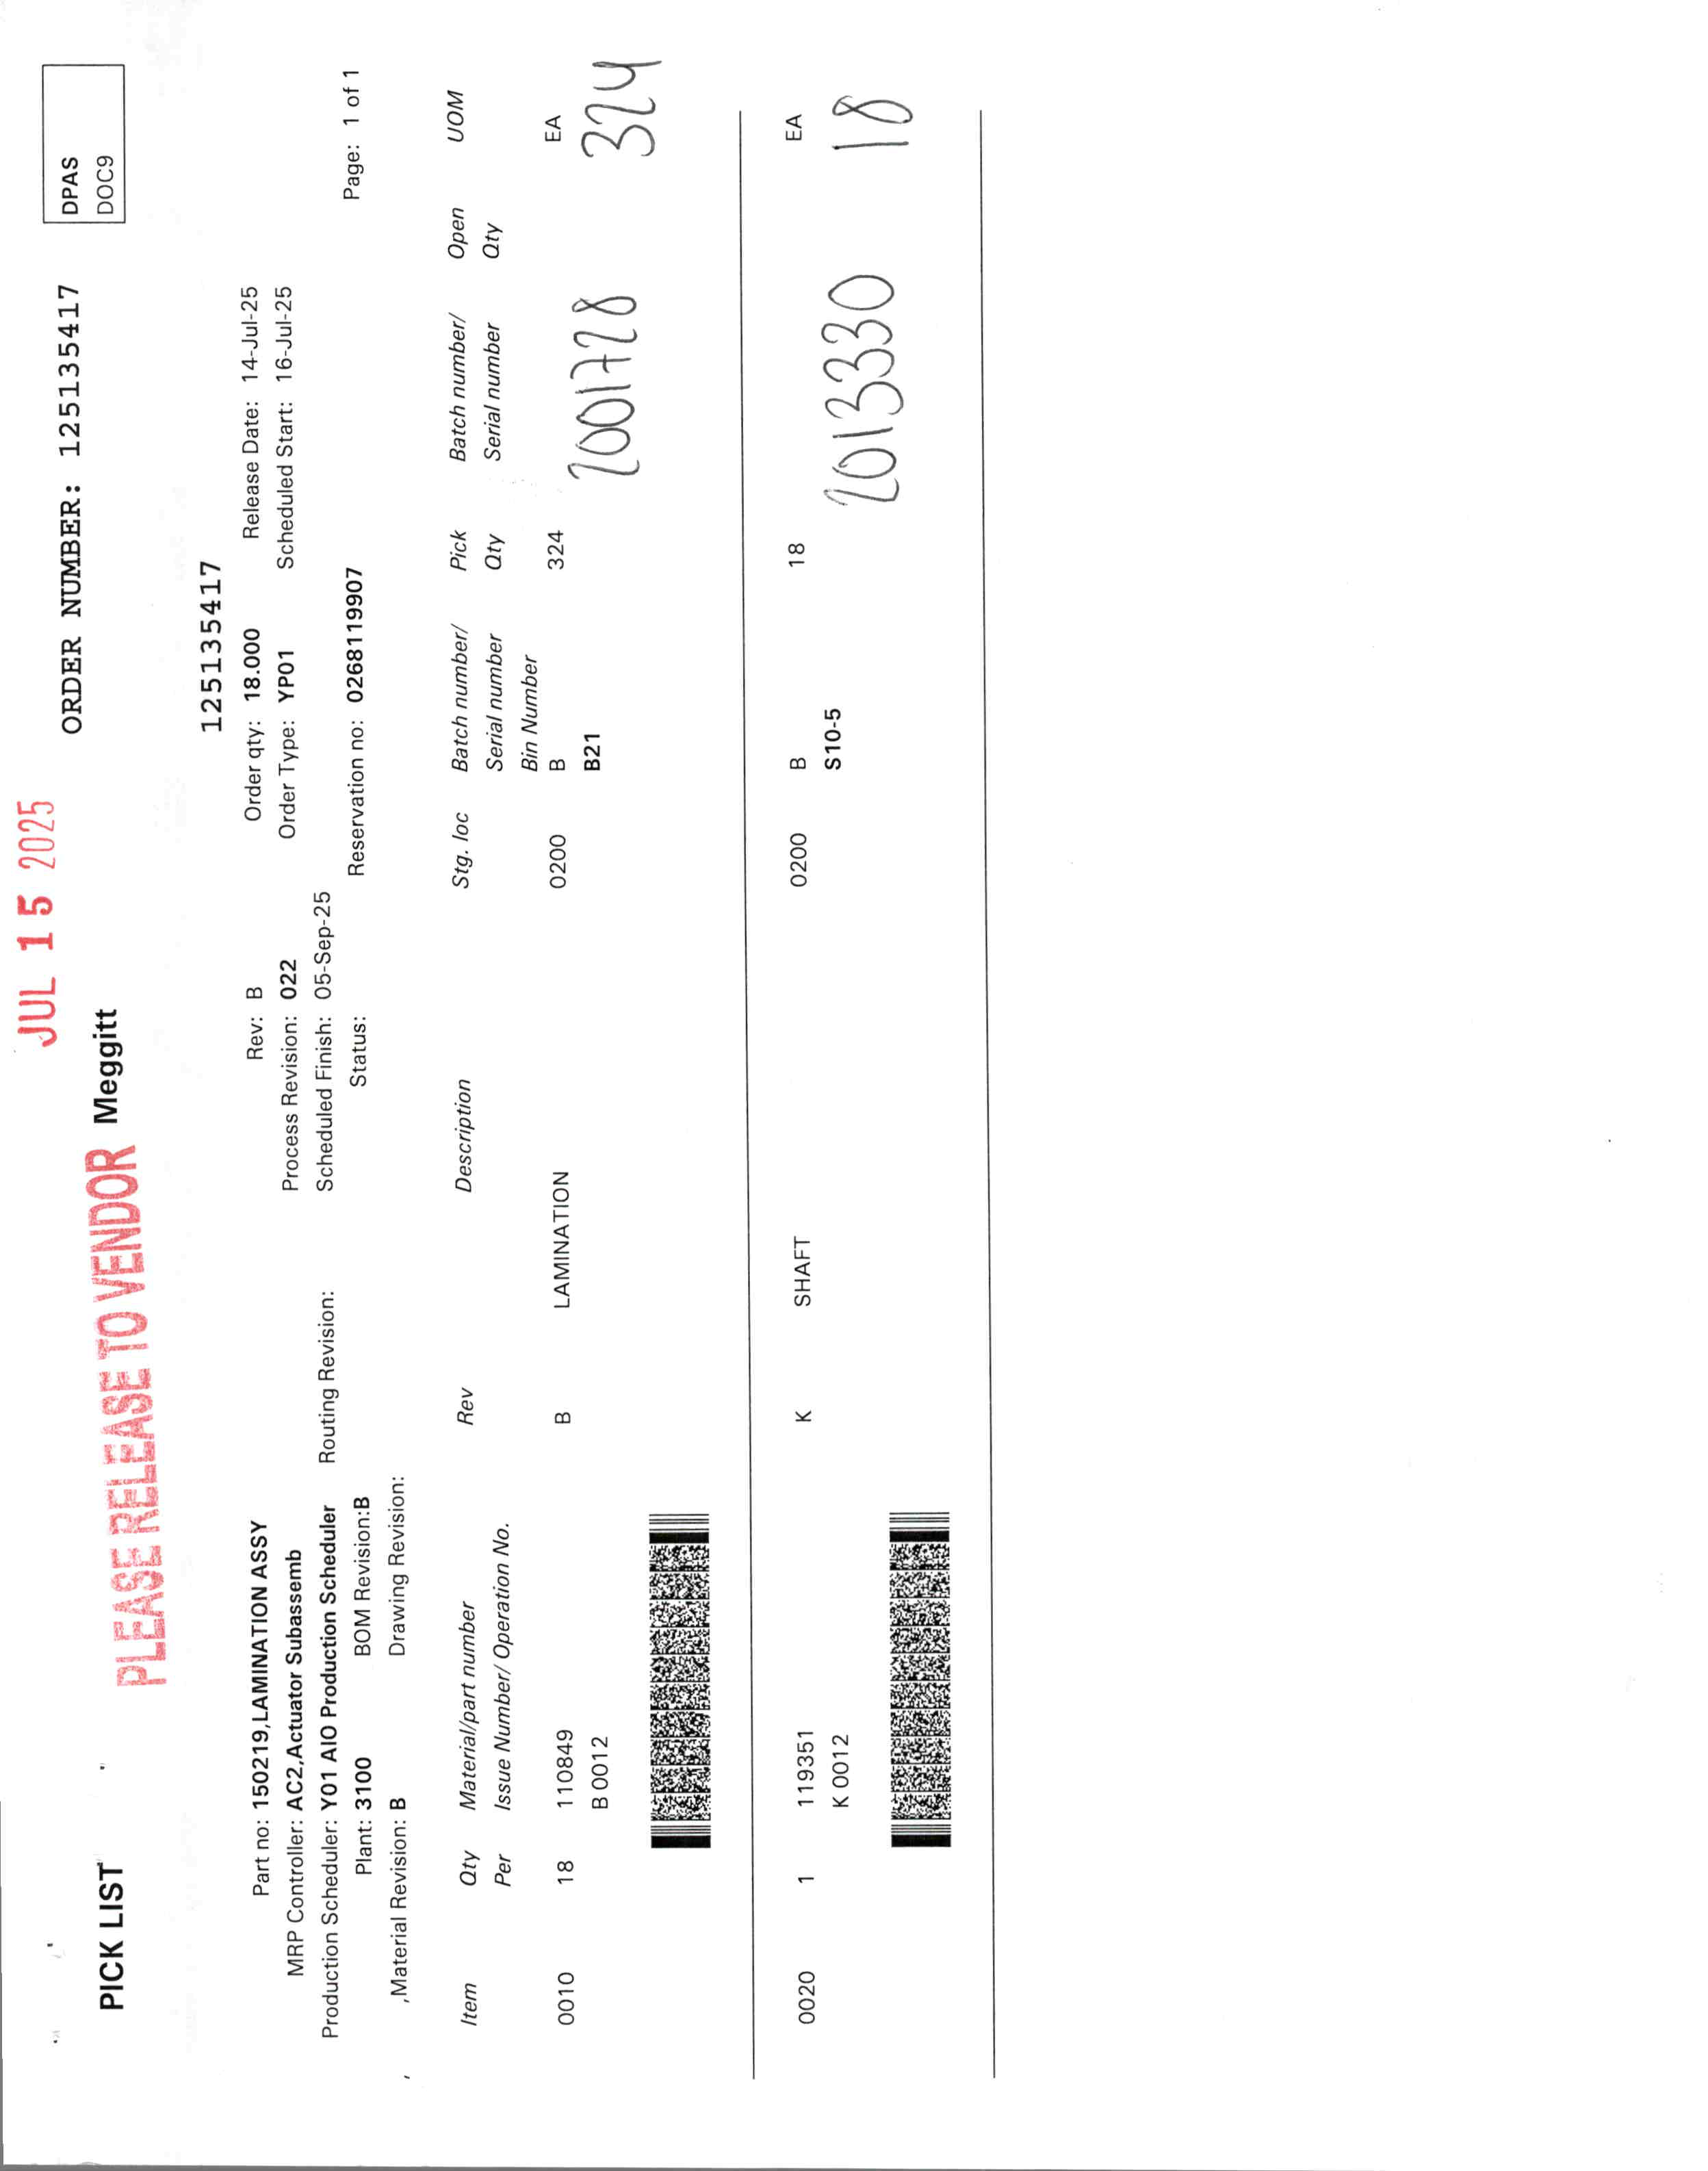 JUL 15 2025
PICK LIST
PLEASE RELEASE TO VENDOR
Meggitt
ORDER NUMBER: 125135417
DPAS
DOC9
125135417
Part no: 150219,LAMINATION ASSY
Rev: B
Order qty: 18.000
Release Date: 14-Jul-25
MRP Controller: AC2,Actuator Subassemb
Process Revision: 022
Order Type: YP01
Scheduled Start: 16-Jul-25
Production Scheduler: Y01 AIO Production Scheduler
Routing Revision:
Scheduled Finish: 05-Sep-25
Plant: 3100
BOM Revision:B
Status:
Reservation no: 0268119907
Page: 1 of 1
,Material Revision: B
Drawing Revision:
Item Qty Material/part number Rev Description Stg. loc Batch number/ Pick Batch number/ Open UOM
Per Issue Number/ Operation No. Serial number Qty Serial number Qty
Bin Number
0010 18 110849 B LAMINATION 0200 B 324 EA
B 0012 B21 2001728 324
0020 1 119351 K SHAFT 0200 B 18 EA
K 0012 S10-5 2013330 18